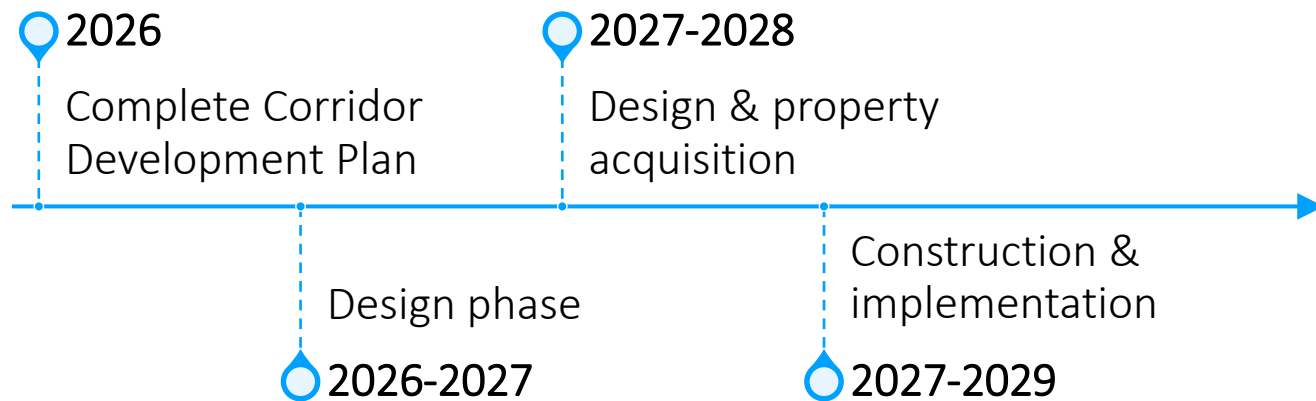 2026
Complete Corridor
Development Plan
2027-2028
Design & property
acquisition
Design phase
2026-2027
Construction &
implementation
2027-2029